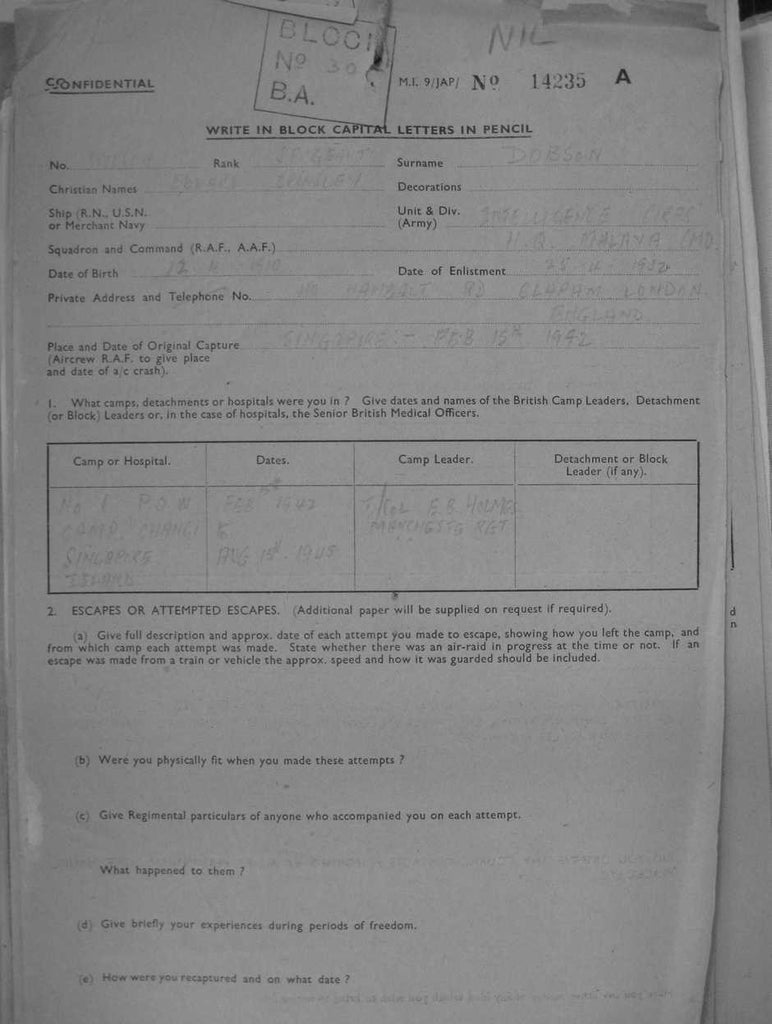 BLOCK
Nº 30
B.A.
NIL
CONFIDENTIAL
M.I. 9/JAP/ Nº 14235 A
WRITE IN BLOCK CAPITAL LETTERS IN PENCIL
No. Rank SERGEANT Surname DOBSON
Christian Names STANLEY Decorations
Ship (R.N., U.S.N. or Merchant Navy
Unit & Div. (Army) INTELLIGENCE CORPS
H.Q. MALAYA CMD.
Squadron and Command (R.A.F., A.A.F.)
Date of Birth Date of Enlistment
Private Address and Telephone No. RD CLAPHAM LONDON
ENGLAND
Place and Date of Original Capture SINGAPORE:- FEB 15th 1942
(Aircrew R.A.F. to give place
and date of a/c crash).
1. What camps, detachments or hospitals were you in ? Give dates and names of the British Camp Leaders, Detachment
(or Block) Leaders or, in the case of hospitals, the Senior British Medical Officers.
Camp or Hospital. Dates. Camp Leader. Detachment or Block
Leader (if any).
No 1 P.O.W FEB 15th 1942 E.B. HOLMES
CAMP. CHANGI MANCHESTER RGT
SINGAPORE AUG 15th. 1945
ISLAND
2. ESCAPES OR ATTEMPTED ESCAPES. (Additional paper will be supplied on request if required).
(a) Give full description and approx. date of each attempt you made to escape, showing how you left the camp, and
from which camp each attempt was made. State whether there was an air-raid in progress at the time or not. If an
escape was made from a train or vehicle the approx. speed and how it was guarded should be included.
(b) Were you physically fit when you made these attempts ?
(c) Give Regimental particulars of anyone who accompanied you on each attempt.
What happened to them ?
(d) Give briefly your experiences during periods of freedom.
(e) How were you recaptured and on what date ?
d
n